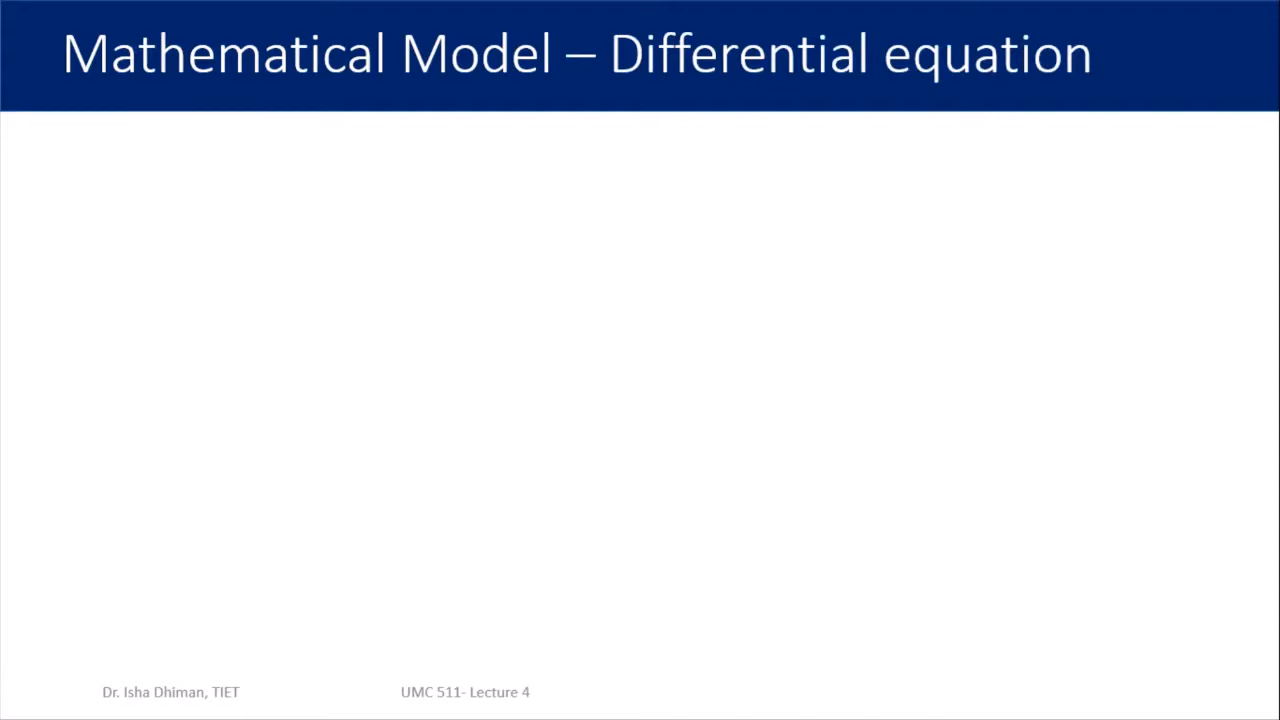 Mathematical Model – Differential equation
Dr. Isha Dhiman, TIET
UMC 511- Lecture 4